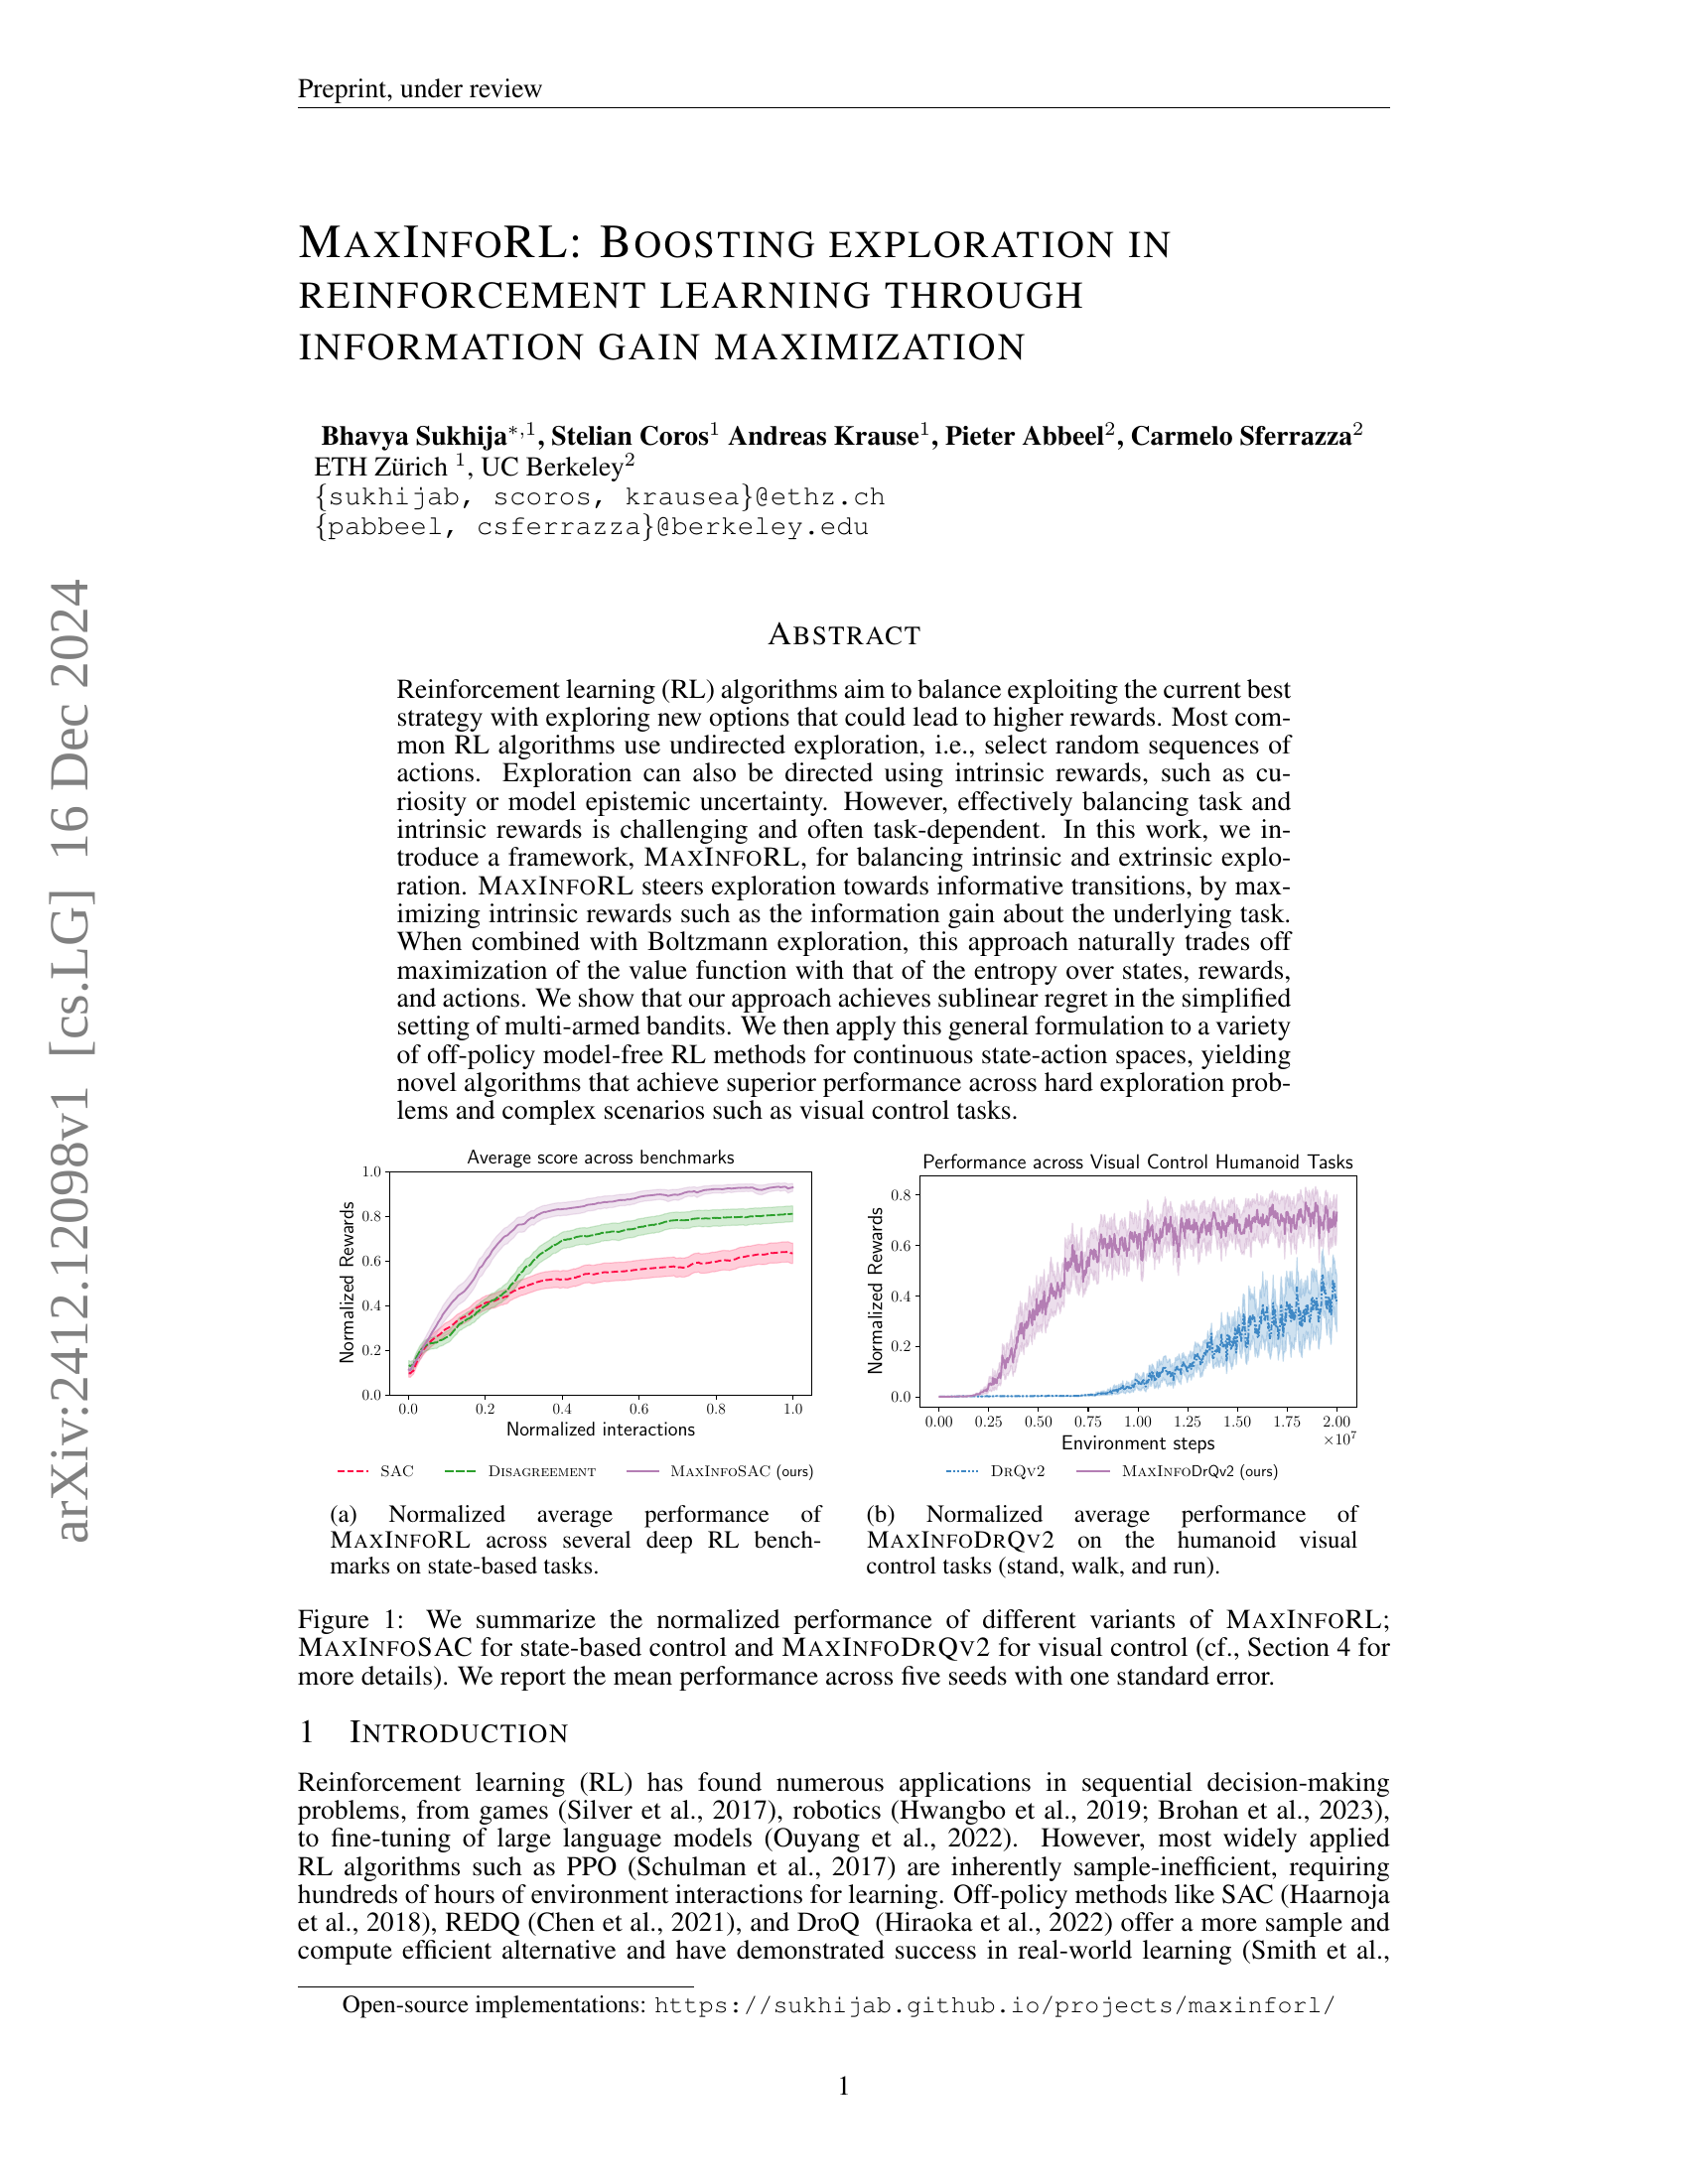 Preprint, under review
MAXINFORL: BOOSTING EXPLORATION IN
REINFORCEMENT LEARNING THROUGH
INFORMATION GAIN MAXIMIZATION
Bhavya Sukhija*,1, Stelian Coros1 Andreas Krause1, Pieter Abbeel2, Carmelo Sferrazza2
ETH Zürich 1, UC Berkeley2
{sukhijab, scoros, krausea}@ethz.ch
{pabbeel, csferrazza}@berkeley.edu
arXiv:2412.12098v1 [cs.LG] 16 Dec 2024
ABSTRACT
Reinforcement learning (RL) algorithms aim to balance exploiting the current best
strategy with exploring new options that could lead to higher rewards. Most com-
mon RL algorithms use undirected exploration, i.e., select random sequences of
actions. Exploration can also be directed using intrinsic rewards, such as cu-
riosity or model epistemic uncertainty. However, effectively balancing task and
intrinsic rewards is challenging and often task-dependent. In this work, we in-
troduce a framework, MAXINFORL, for balancing intrinsic and extrinsic explo-
ration. MAXINFORL steers exploration towards informative transitions, by max-
imizing intrinsic rewards such as the information gain about the underlying task.
When combined with Boltzmann exploration, this approach naturally trades off
maximization of the value function with that of the entropy over states, rewards,
and actions. We show that our approach achieves sublinear regret in the simplified
setting of multi-armed bandits. We then apply this general formulation to a variety
of off-policy model-free RL methods for continuous state-action spaces, yielding
novel algorithms that achieve superior performance across hard exploration prob-
lems and complex scenarios such as visual control tasks.
Average score across benchmarks
Normalized Rewards
1.0
0.8
0.6
0.4
0.2
0.0
0.0 0.2 0.4 0.6 0.8 1.0
Normalized interactions
SAC DISAGREEMENT MAXINFOSAC (ours)
(a) Normalized average performance of
MAXINFORL across several deep RL bench-
marks on state-based tasks.
Performance across Visual Control Humanoid Tasks
Normalized Rewards
0.8
0.6
0.4
0.2
0.0
0.00 0.25 0.50 0.75 1.00 1.25 1.50 1.75 2.00
×10^7
Environment steps
DRQV2 MAXINFODRQV2 (ours)
(b) Normalized average performance of
MAXINFODRQV2 on the humanoid visual
control tasks (stand, walk, and run).
Figure 1: We summarize the normalized performance of different variants of MAXINFORL;
MAXINFOSAC for state-based control and MAXINFODRQV2 for visual control (cf., Section 4 for
more details). We report the mean performance across five seeds with one standard error.
1 INTRODUCTION
Reinforcement learning (RL) has found numerous applications in sequential decision-making
problems, from games (Silver et al., 2017), robotics (Hwangbo et al., 2019; Brohan et al., 2023),
to fine-tuning of large language models (Ouyang et al., 2022). However, most widely applied
RL algorithms such as PPO (Schulman et al., 2017) are inherently sample-inefficient, requiring
hundreds of hours of environment interactions for learning. Off-policy methods like SAC (Haarnoja
et al., 2018), REDQ (Chen et al., 2021), and DroQ (Hiraoka et al., 2022) offer a more sample and
compute efficient alternative and have demonstrated success in real-world learning (Smith et al.,
Open-source implementations: https://sukhijab.github.io/projects/maxinforl/
1